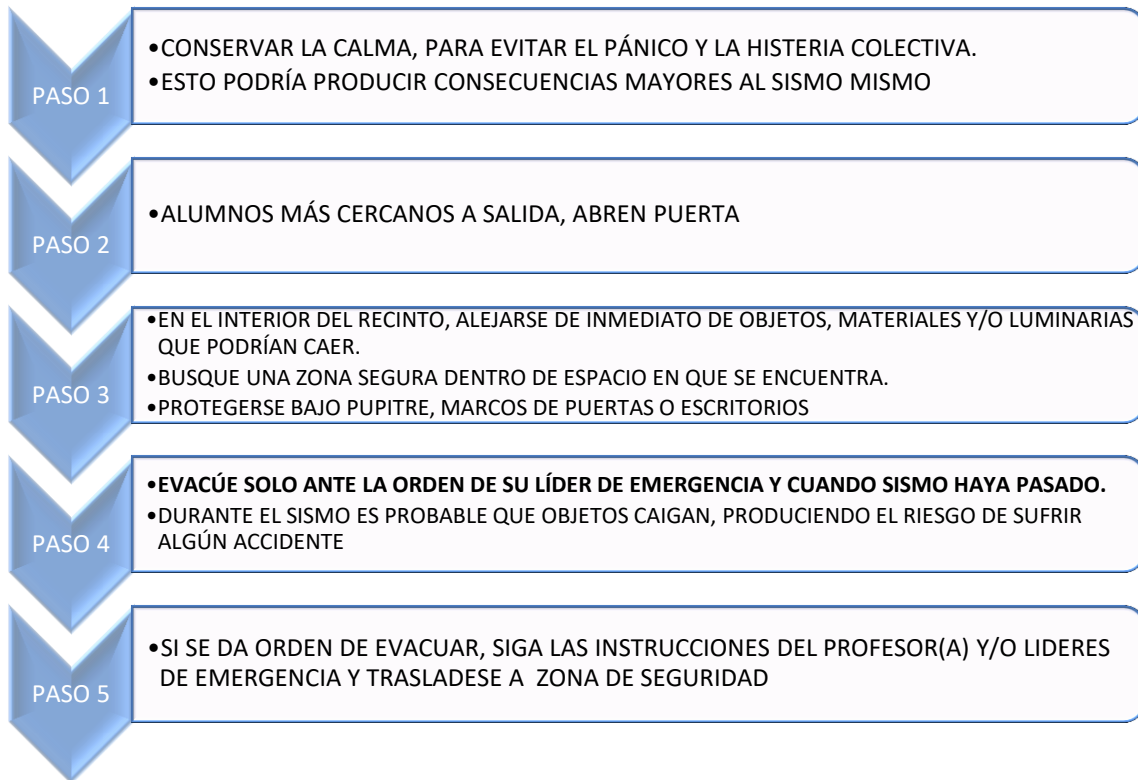 PASO 1
•CONSERVAR LA CALMA, PARA EVITAR EL PÁNICO Y LA HISTERIA COLECTIVA.
•ESTO PODRÍA PRODUCIR CONSECUENCIAS MAYORES AL SISMO MISMO
PASO 2
•ALUMNOS MÁS CERCANOS A SALIDA, ABREN PUERTA
PASO 3
•EN EL INTERIOR DEL RECINTO, ALEJARSE DE INMEDIATO DE OBJETOS, MATERIALES Y/O LUMINARIAS
QUE PODRÍAN CAER.
•BUSQUE UNA ZONA SEGURA DENTRO DE ESPACIO EN QUE SE ENCUENTRA.
•PROTEGERSE BAJO PUPITRE, MARCOS DE PUERTAS O ESCRITORIOS
PASO 4
•EVACÚE SOLO ANTE LA ORDEN DE SU LÍDER DE EMERGENCIA Y CUANDO SISMO HAYA PASADO.
•DURANTE EL SISMO ES PROBABLE QUE OBJETOS CAIGAN, PRODUCIENDO EL RIESGO DE SUFRIR
ALGÚN ACCIDENTE
PASO 5
•SI SE DA ORDEN DE EVACUAR, SIGA LAS INSTRUCCIONES DEL PROFESOR(A) Y/O LIDERES
DE EMERGENCIA Y TRASLADESE A ZONA DE SEGURIDAD